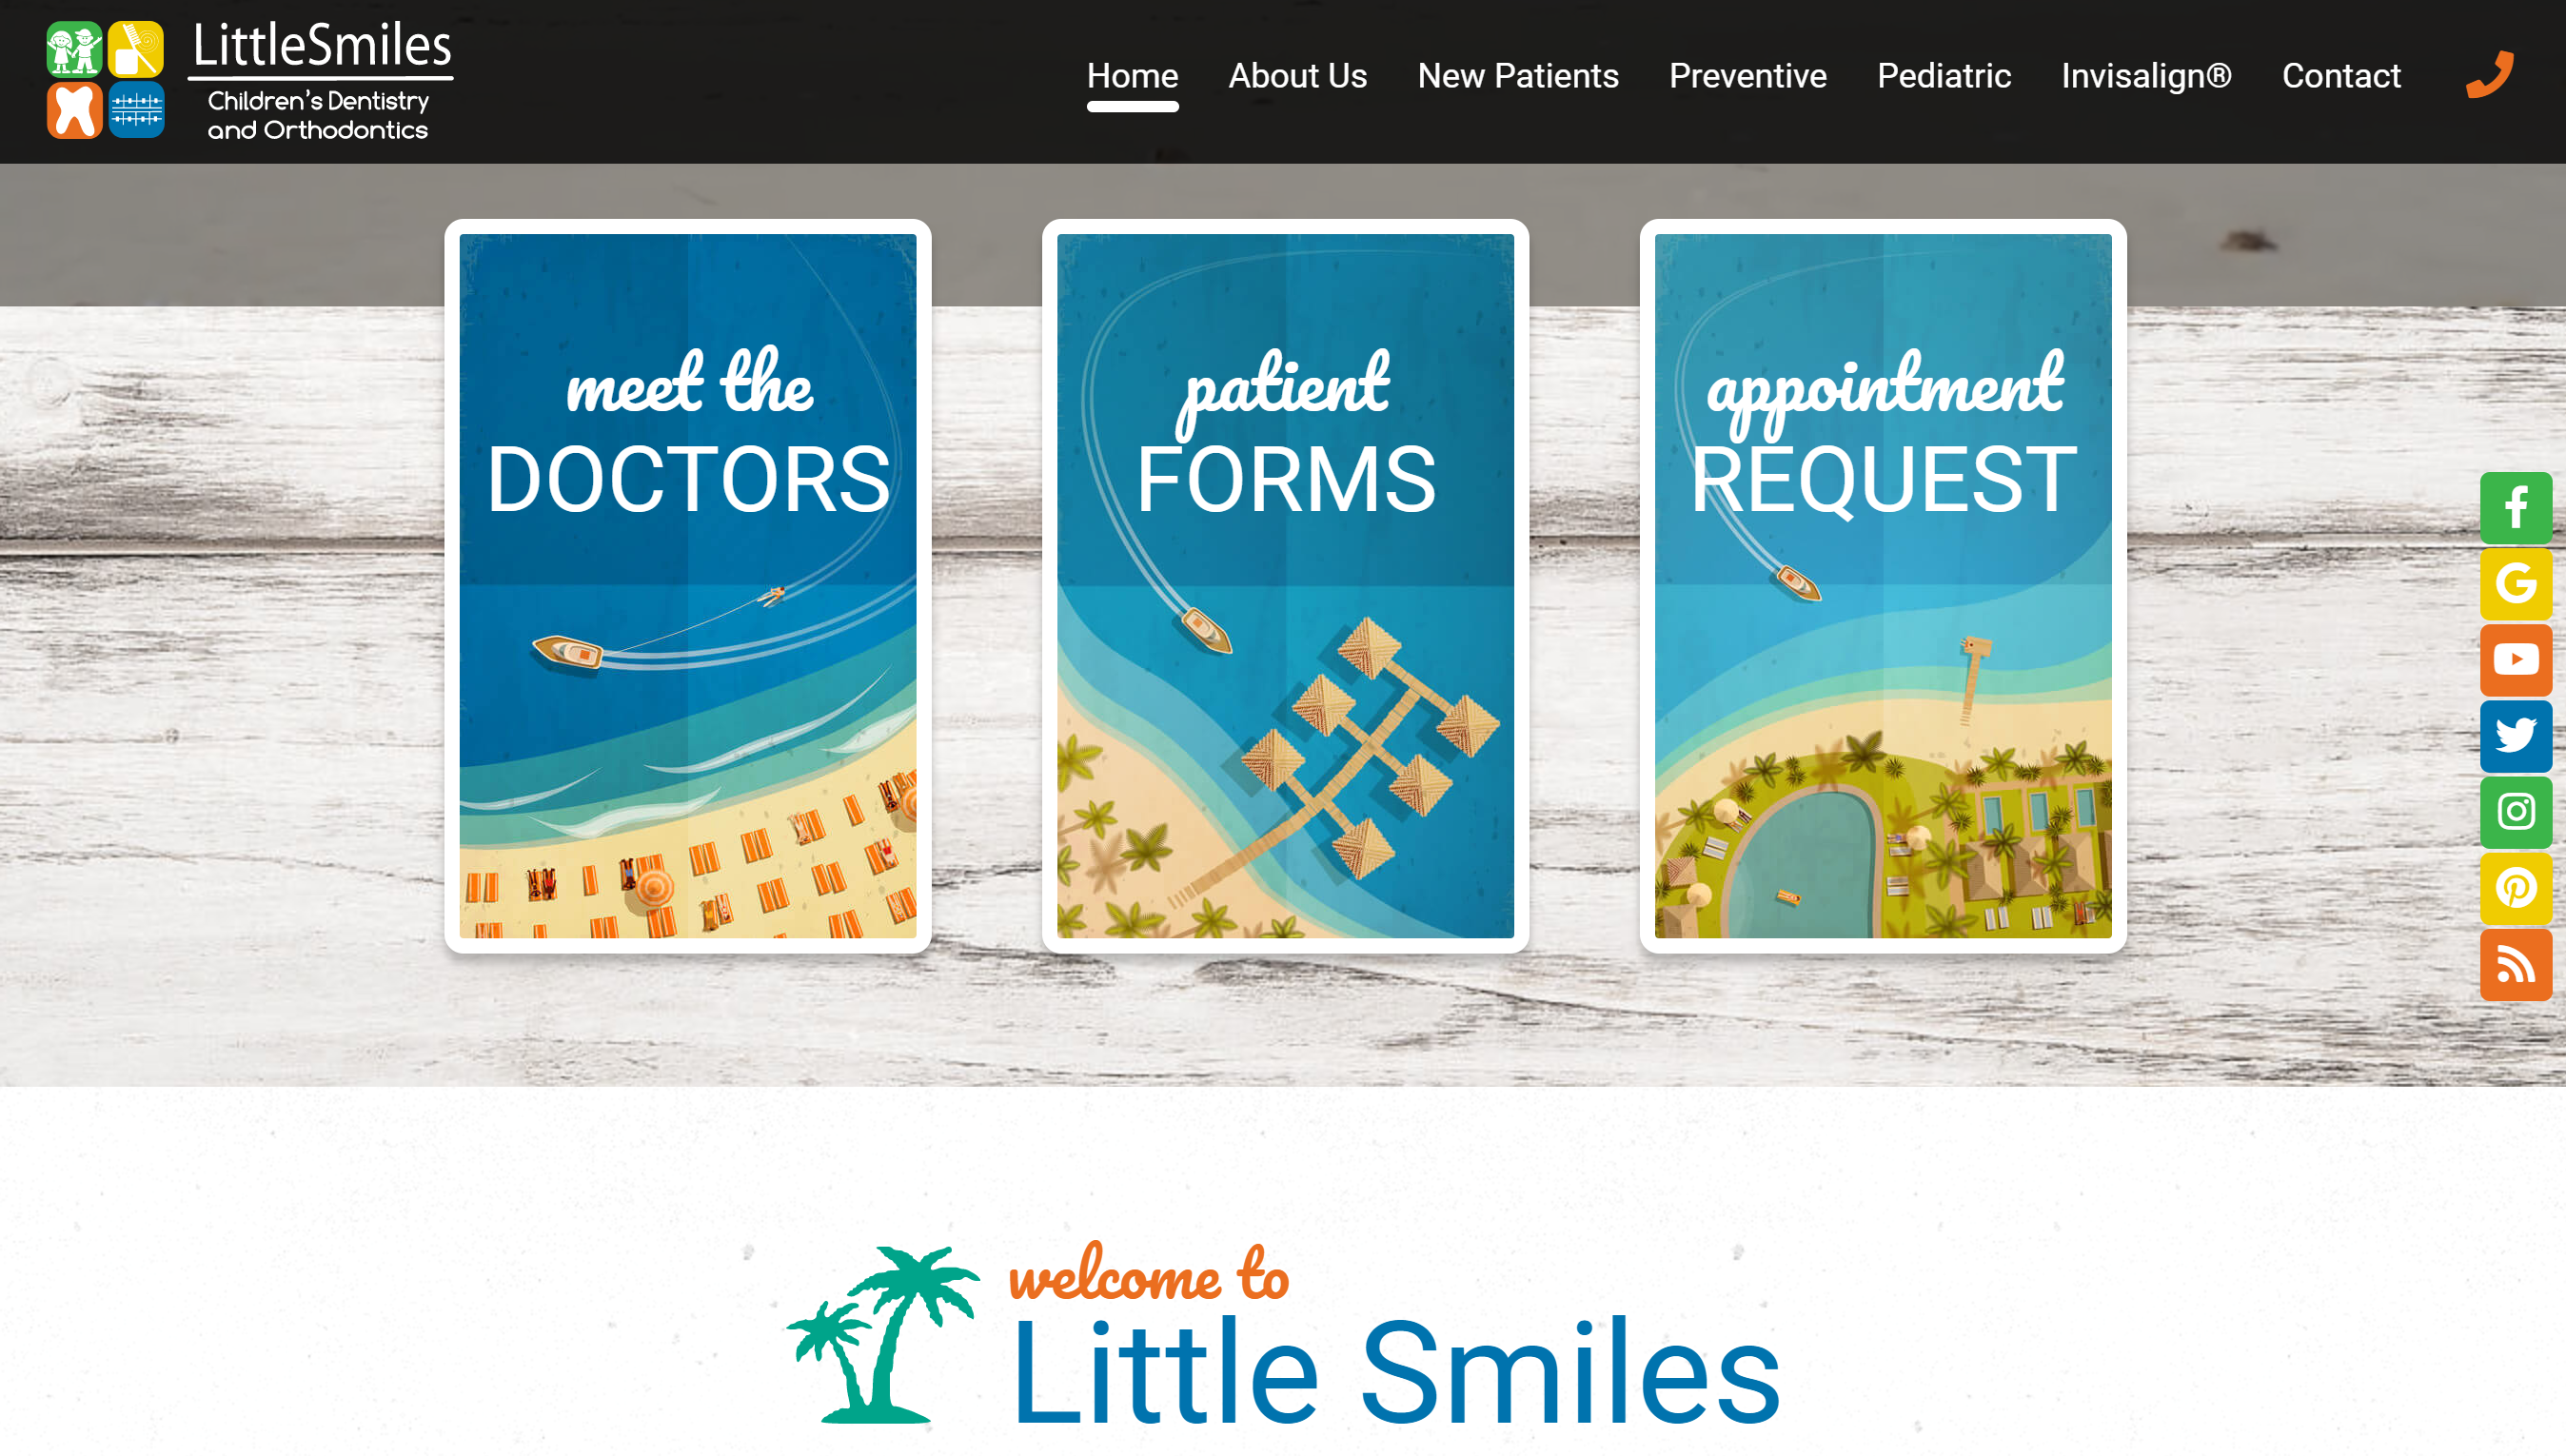 LittleSmiles
Children's Dentistry
and Orthodontics
Home
About Us
New Patients
Preventive
Pediatric
Invisalign®
Contact
meet the
DOCTORS
patient
FORMS
appointment
REQUEST
welcome to
Little Smiles